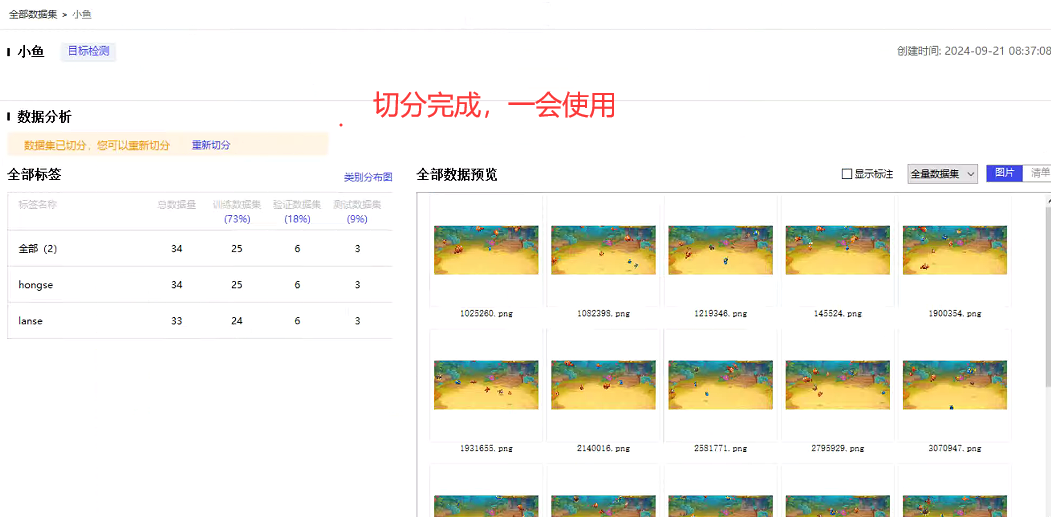 全部数据集 > 小鱼
小鱼 目标检测
创建时间: 2024-09-21 08:37:08
切分完成，一会使用
数据分析
数据集已切分，您可以重新切分 重新切分
全部标签 类别分布图
标签名称 总数据量 训练数据集 验证数据集 测试数据集
(73%) (18%) (9%)
全部（2） 34 25 6 3
hongse 34 25 6 3
lanse 33 24 6 3
全部数据预览 显示标注 全量数据集 图片 清单
1025260.png 1082398.png 1219346.png 145524.png 1900354.png
1931655.png 2140016.png 2581771.png 2795929.png 3070947.png